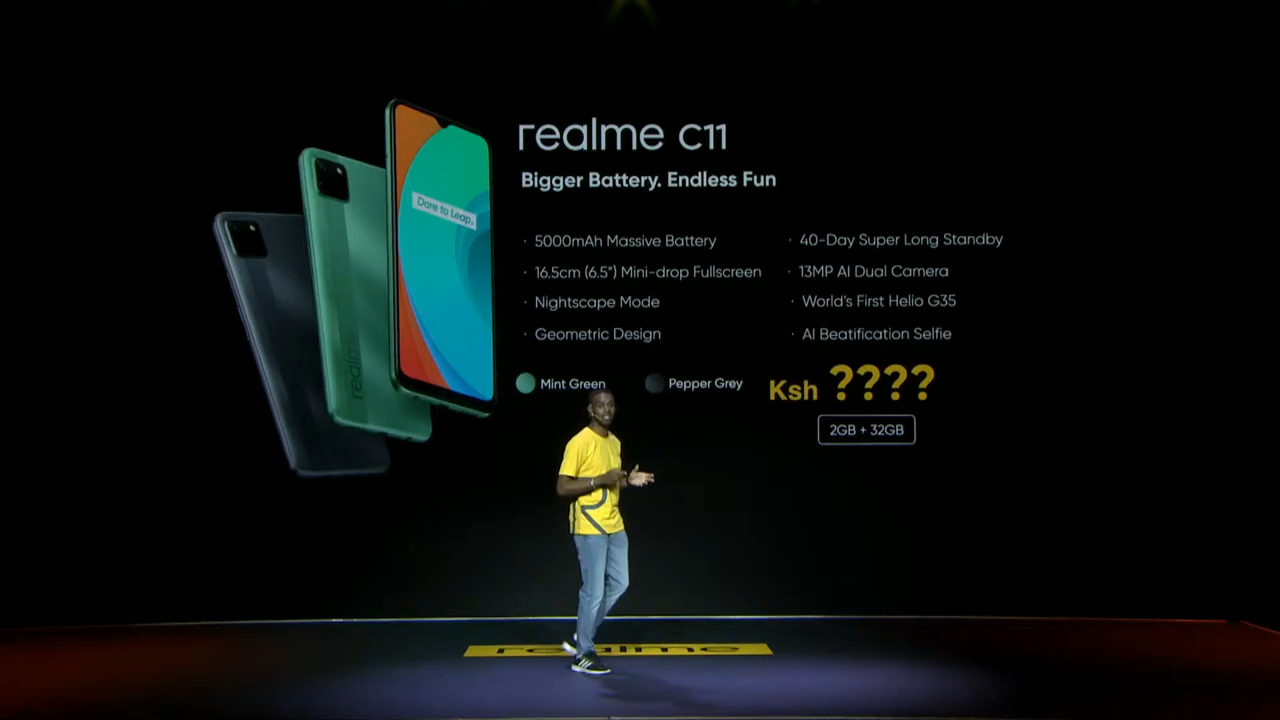 realme C11
Bigger Battery. Endless Fun
· 5000mAh Massive Battery
· 40-Day Super Long Standby
· 16.5cm (6.5”) Mini-drop Fullscreen
· 13MP AI Dual Camera
· Nightscape Mode
· World's First Helio G35
· Geometric Design
· AI Beatification Selfie
Mint Green
Pepper Grey
Ksh ????
2GB + 32GB
Dare to Leap.
realme
realme